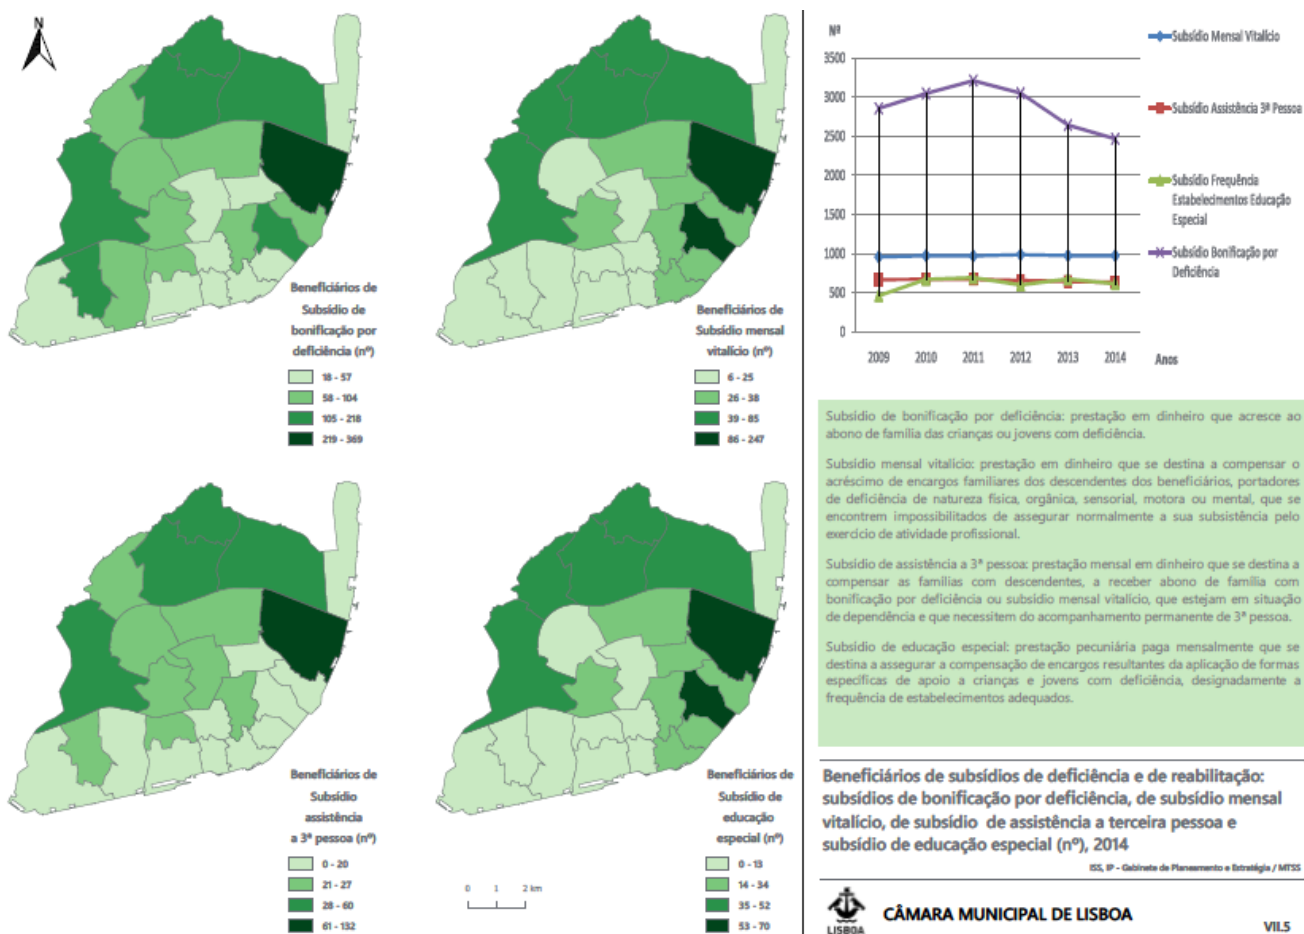 N
Beneficiários de
Subsídio de
bonificação por
deficiência (nº)
18 - 57
58 - 104
105 - 218
219 - 369
Beneficiários de
Subsídio mensal
vitalício (nº)
6 - 25
26 - 38
39 - 85
86 - 247
Beneficiários de
Subsídio
assistência
a 3ª pessoa (nº)
0 - 20
21 - 27
28 - 60
61 - 132
Beneficiários de
Subsídio de
educação
especial (nº)
0 - 13
14 - 34
35 - 52
53 - 70
0 1 2 km
Nº
3500
3000
2500
2000
1500
1000
500
0
2009 2010 2011 2012 2013 2014 Anos
Subsídio Mensal Vitalício
Subsídio Assistência 3ª Pessoa
Subsídio Frequência
Estabelecimentos Educação
Especial
Subsídio Bonificação por
Deficiência
Subsídio de bonificação por deficiência: prestação em dinheiro que acresce ao
abono de família das crianças ou jovens com deficiência.
Subsídio mensal vitalício: prestação em dinheiro que se destina a compensar o
acréscimo de encargos familiares dos descendentes dos beneficiários, portadores
de deficiência de natureza física, orgânica, sensorial, motora ou mental, que se
encontrem impossibilitados de assegurar normalmente a sua subsistência pelo
exercício de atividade profissional.
Subsídio de assistência a 3ª pessoa: prestação mensal em dinheiro que se destina a
compensar as famílias com descendentes, a receber abono de família com
bonificação por deficiência ou subsídio mensal vitalício, que estejam em situação
de dependência e que necessitem do acompanhamento permanente de 3ª pessoa.
Subsídio de educação especial: prestação pecuniária paga mensalmente que se
destina a assegurar a compensação de encargos resultantes da aplicação de formas
específicas de apoio a crianças e jovens com deficiência, designadamente a
frequência de estabelecimentos adequados.
Beneficiários de subsídios de deficiência e de reabilitação:
subsídios de bonificação por deficiência, de subsídio mensal
vitalício, de subsídio de assistência a terceira pessoa e
subsídio de educação especial (nº), 2014
ISS, IP - Gabinete de Planeamento e Estratégia / MTSS
LISBOA
CÂMARA MUNICIPAL DE LISBOA
VII.5